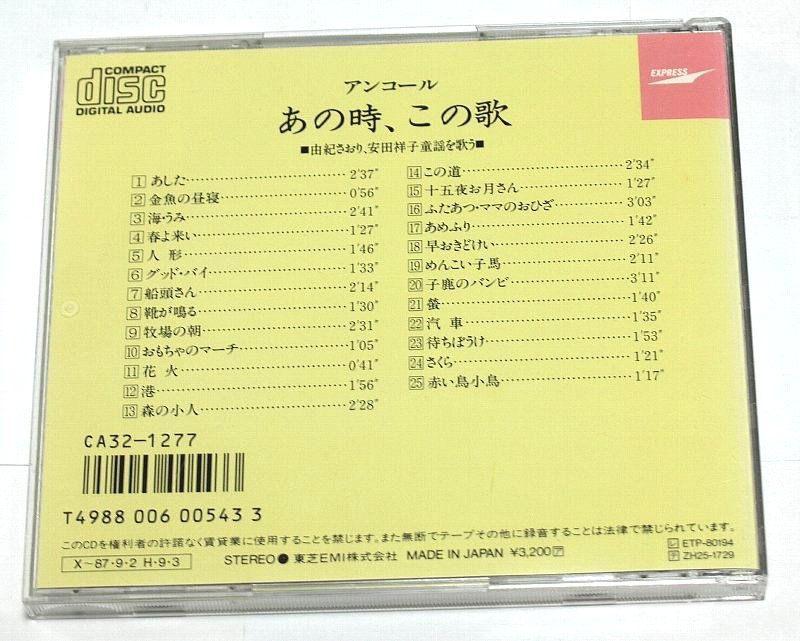 COMPACT
disc
DIGITAL AUDIO
EXPRESS
アンコール
あの時、この歌
■由紀さおり、安田祥子童謡を歌う■
1 あした 2'37"
2 金魚の昼寝 0'56"
3 海・うみ 2'41"
4 春よ来い 1'27"
5 人形 1'46"
6 グッド・バイ 1'33"
7 船頭さん 2'14"
8 靴が鳴る 1'30"
9 牧場の朝 2'31"
10 おもちゃのマーチ 1'05"
11 花火 0'41"
12 港 1'56"
13 森の小人 2'28"
14 この道 2'34"
15 十五夜お月さん 1'27"
16 ふたあつ・ママのおひざ 3'03"
17 あめふり 1'42"
18 早おきどけい 2'26"
19 めんこい子馬 2'11"
20 子鹿のバンビ 3'11"
21 螢 1'40"
22 汽車 1'35"
23 待ちぼうけ 1'53"
24 さくら 1'21"
25 赤い鳥小鳥 1'17"
CA32-1277
T4988 006 00543 3
このCDを権利者の許諾なく賃貸業に使用することを禁じます。また無断でテープその他に録音することは法律で禁じられています。
X-87・9・2 H・9・3
STEREO 東芝EMI株式会社 MADE IN JAPAN ¥3,200ア
レ ETP-80194
テ ZH25-1729